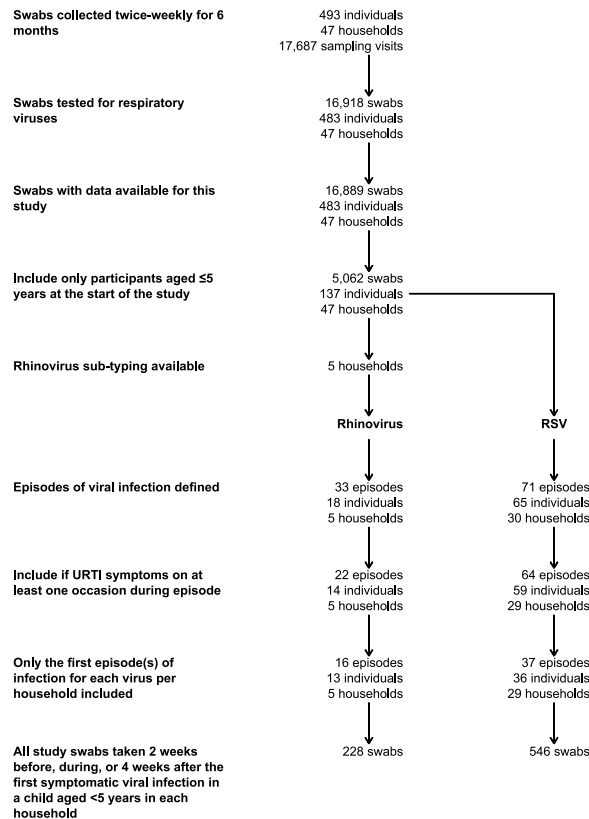 Swabs collected twice-weekly for 6
months
493 individuals
47 households
17,687 sampling visits
Swabs tested for respiratory
viruses
16,918 swabs
483 individuals
47 households
Swabs with data available for this
study
16,889 swabs
483 individuals
47 households
Include only participants aged ≤5
years at the start of the study
5,062 swabs
137 individuals
47 households
Rhinovirus sub-typing available
5 households
Rhinovirus
RSV
Episodes of viral infection defined
33 episodes
18 individuals
5 households
71 episodes
65 individuals
30 households
Include if URTI symptoms on at
least one occasion during episode
22 episodes
14 individuals
5 households
64 episodes
59 individuals
29 households
Only the first episode(s) of
infection for each virus per
household included
16 episodes
13 individuals
5 households
37 episodes
36 individuals
29 households
All study swabs taken 2 weeks
before, during, or 4 weeks after the
first symptomatic viral infection in
a child aged <5 years in each
household
228 swabs
546 swabs